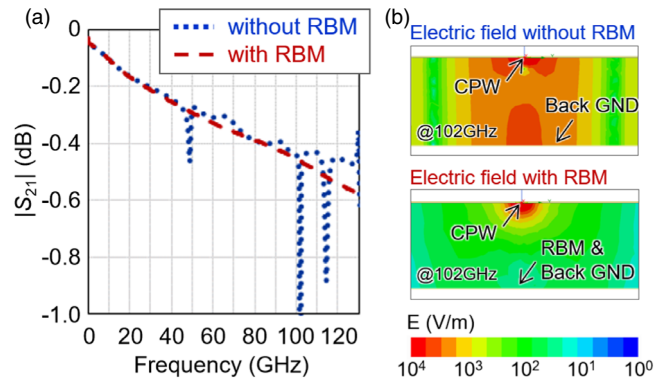 (a)
without RBM
with RBM
0
-0.2
-0.4
-0.6
-0.8
-1.0
|S21| (dB)
0 20 40 60 80 100 120
Frequency (GHz)
(b)
Electric field without RBM
CPW
Back GND
@102GHz
Electric field with RBM
CPW
RBM &
Back GND
@102GHz
E (V/m)
10⁴ 10³ 10² 10¹ 10⁰